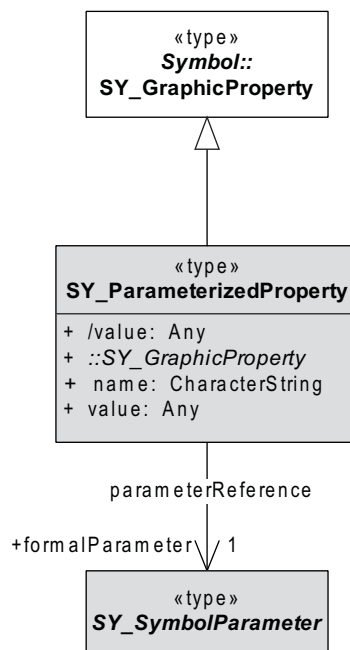 «type»
Symbol::
SY_GraphicProperty
«type»
SY_ParameterizedProperty
+ /value: Any
+ ::SY_GraphicProperty
+ name: CharacterString
+ value: Any
parameterReference
+formalParameter 1
«type»
SY_SymbolParameter